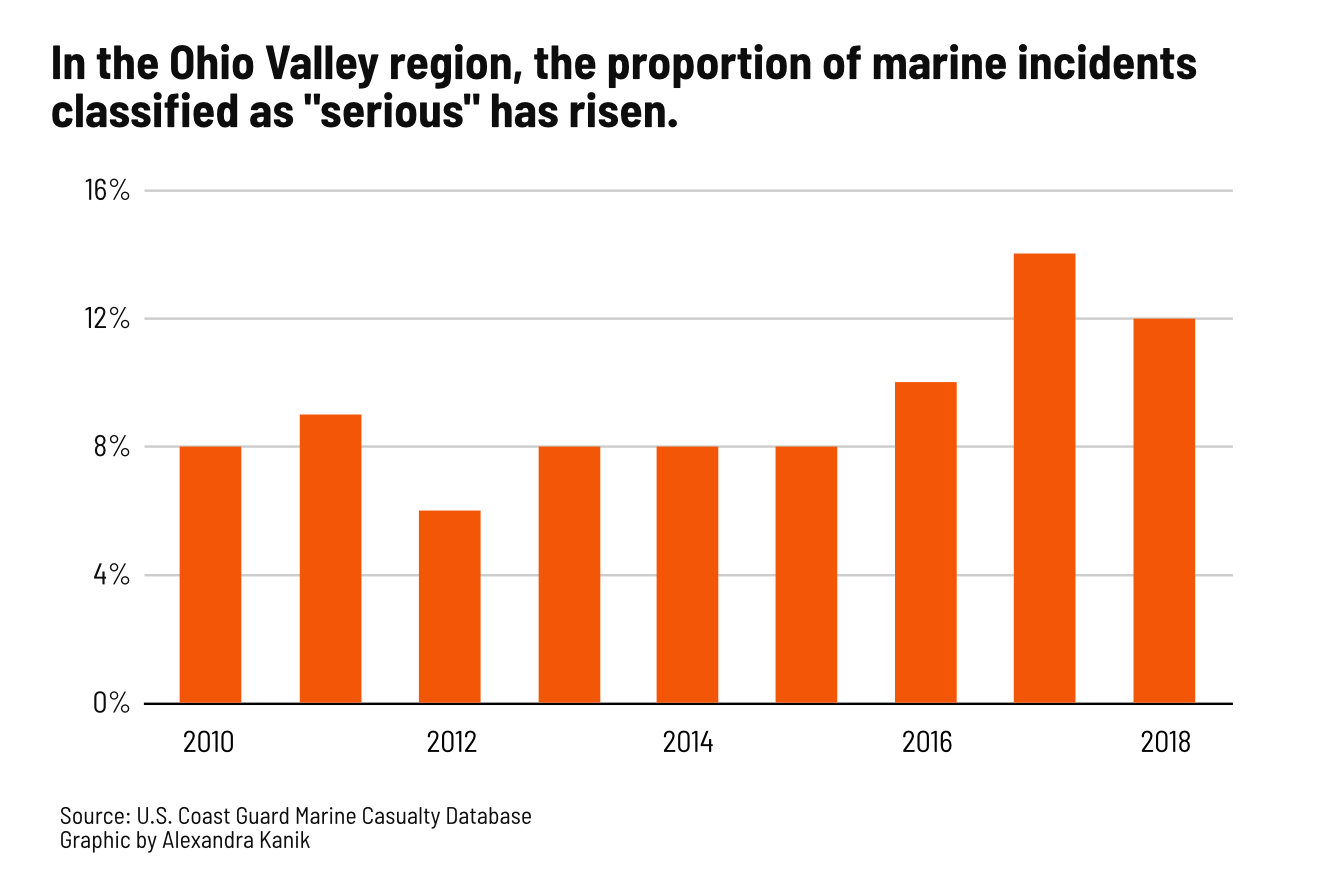 In the Ohio Valley region, the proportion of marine incidents
classified as "serious" has risen.
16%
12%
8%
4%
0%
2010 2012 2014 2016 2018
Source: U.S. Coast Guard Marine Casualty Database
Graphic by Alexandra Kanik